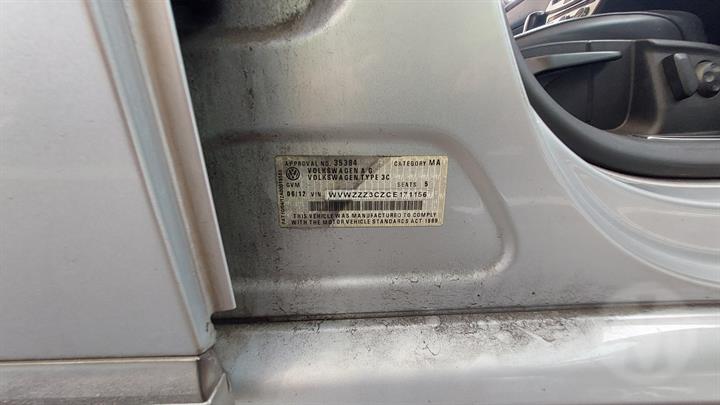 APPROVAL NO. 35384 CATEGORY MA
VOLKSWAGEN A G
VOLKSWAGEN TYPE 3C
GVM SEATS 5
06/12 VIN WVWZZZ3CZCE171156
THIS VEHICLE WAS MANUFACTURED TO COMPLY
WITH THE MOTOR VEHICLE STANDARDS ACT 1989